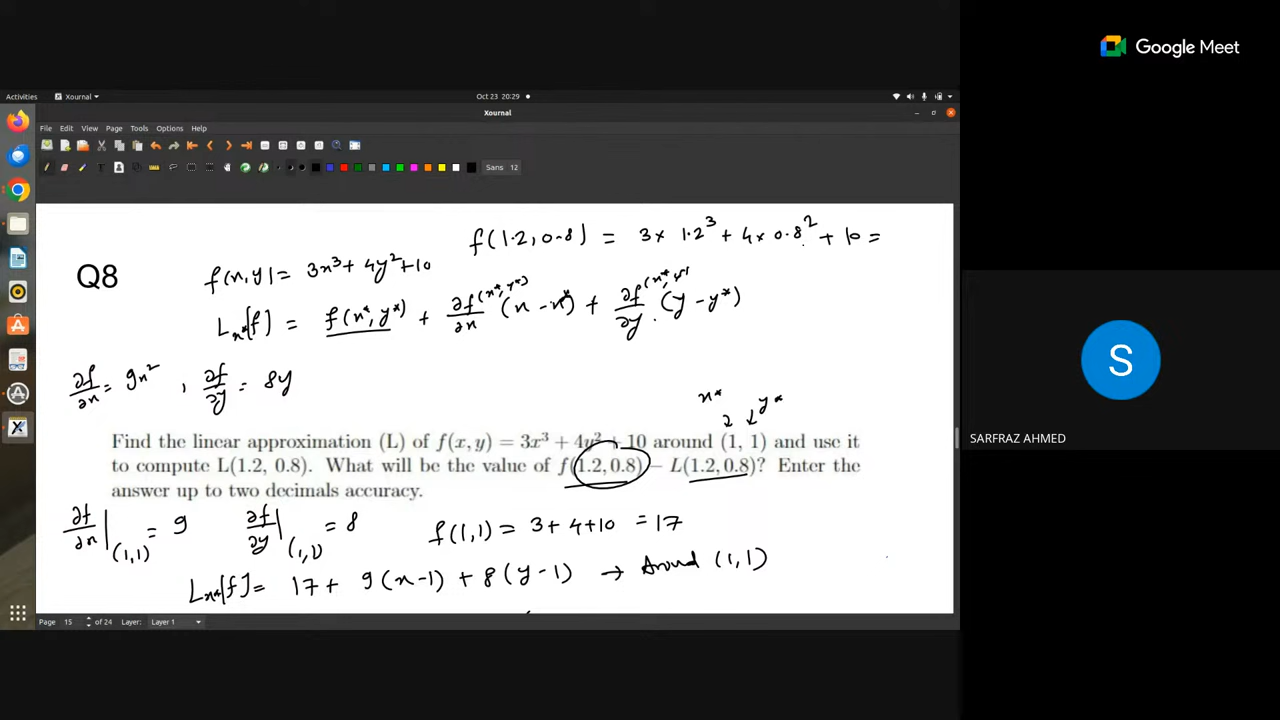 Google Meet
Activities Xournal Oct 23 20:29
Xournal
File Edit View Page Tools Options Help
Sans 12
f(1.2, 0.8) = 3 × 1.2³ + 4 × 0.8² + 10 =
Q8
f(x, y) = 3x³ + 4y² + 10
Lₓ*[f] = f(x*, y*) + ∂f/∂x (x*, y*) (x - x*) + ∂f/∂y (x*, y*) . (y - y*)
∂f/∂x = 9x² , ∂f/∂y = 8y
x* y*
Find the linear approximation (L) of f(x, y) = 3x³ + 4y² + 10 around (1, 1) and use it
to compute L(1.2, 0.8). What will be the value of f(1.2, 0.8) − L(1.2, 0.8)? Enter the
answer up to two decimals accuracy.
∂f/∂x |(1,1) = 9 ∂f/∂y |(1,1) = 8 f(1,1) = 3 + 4 + 10 = 17
Lₓ*[f] = 17 + 9(x - 1) + 8(y - 1) → Around (1,1)
Page 15 of 24 Layer: Layer 1
S
SARFRAZ AHMED